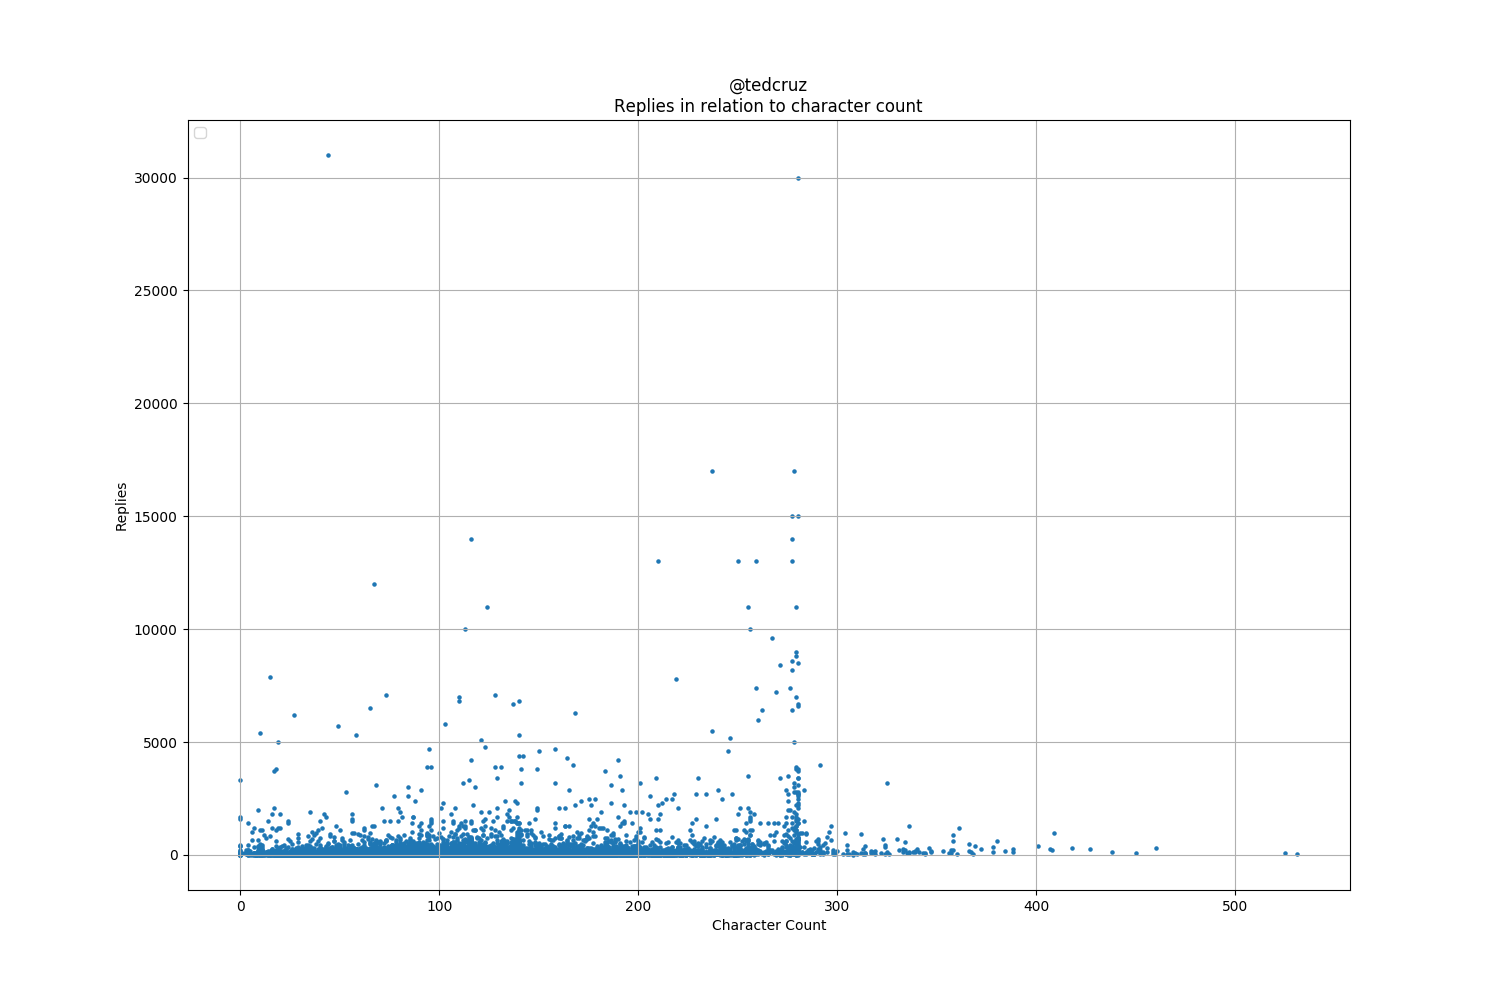 @tedcruz
Replies in relation to character count
30000
25000
20000
15000
10000
5000
0
Replies
0 100 200 300 400 500
Character Count